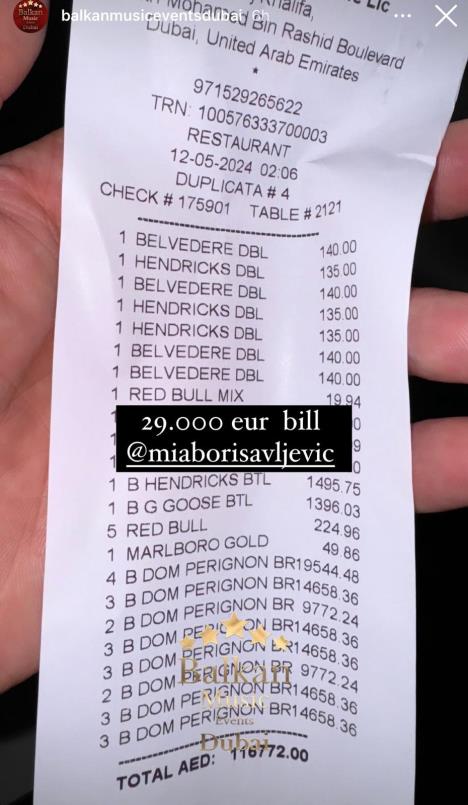 Balkan
Music
Dubai
balkanmusiceventsdubai 6h
Khalifa,
LLC
Mohammed Bin Rashid Boulevard
Dubai, United Arab Emirates
*
971529265622
TRN: 100576333700003
RESTAURANT
12-05-2024 02:06
DUPLICATA # 4
CHECK # 175901 TABLE # 2121
1 BELVEDERE DBL 140.00
1 HENDRICKS DBL 135.00
1 BELVEDERE DBL 140.00
1 HENDRICKS DBL 135.00
1 HENDRICKS DBL 135.00
1 BELVEDERE DBL 140.00
1 BELVEDERE DBL 140.00
1 RED BULL MIX 19.94
29.000 eur bill
@miaborisavljevic
1 B HENDRICKS BTL 1495.75
1 B G GOOSE BTL 1396.03
5 RED BULL 224.96
1 MARLBORO GOLD 49.86
4 B DOM PERIGNON BR19544.48
3 B DOM PERIGNON BR14658.36
2 B DOM PERIGNON BR 9772.24
3 B DOM PERIGNON BR14658.36
3 B DOM PERIGNON BR14658.36
2 B DOM PERIGNON BR 9772.24
3 B DOM PERIGNON BR14658.36
3 B DOM PERIGNON BR14658.36
Balkan
Music
Events
Dubai
TOTAL AED: 116772.00